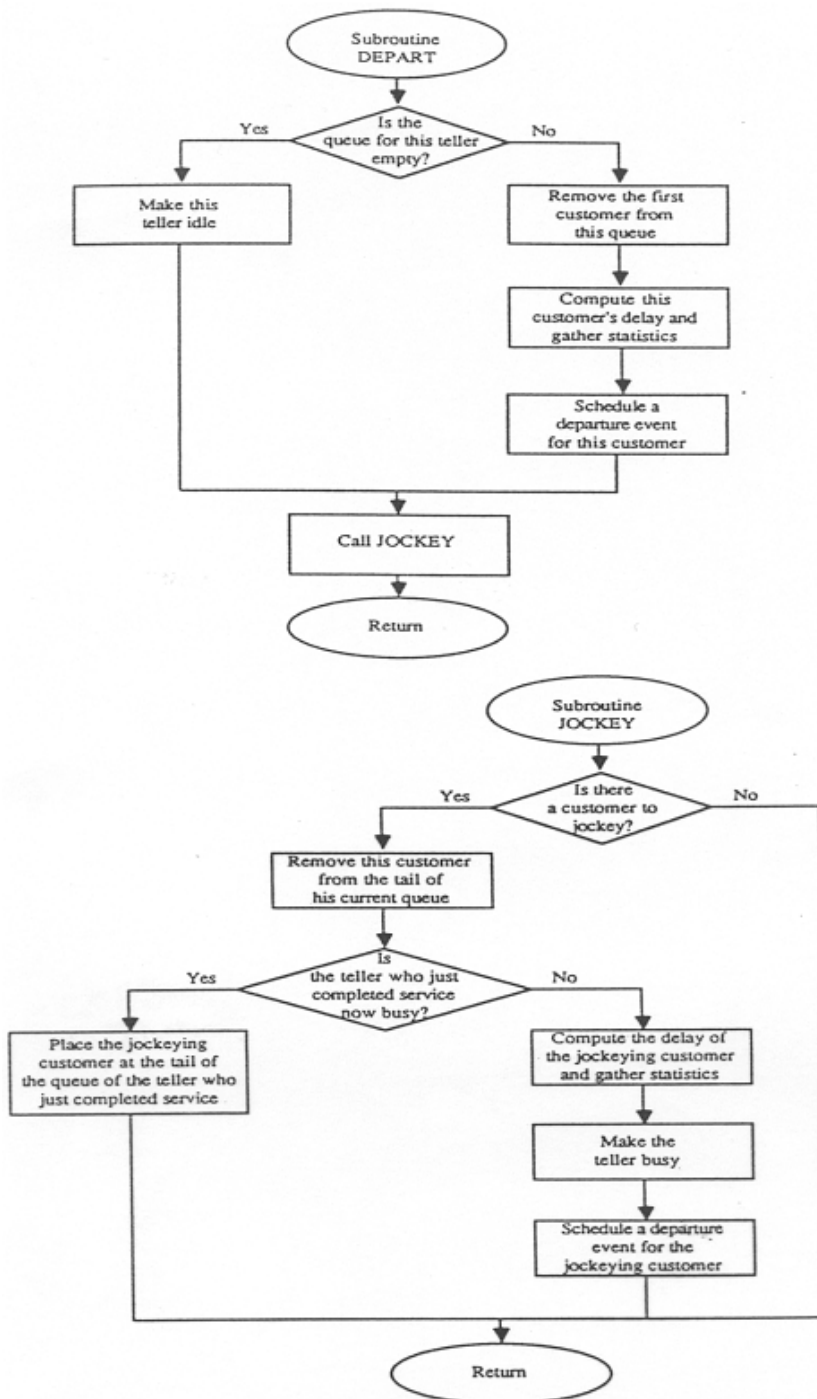 Subroutine
DEPART
Is the
queue for this teller
empty?
Yes
No
Make this
teller idle
Remove the first
customer from
this queue
Compute this
customer's delay and
gather statistics
Schedule a
departure event
for this customer
Call JOCKEY
Return
Subroutine
JOCKEY
Is there
a customer to
jockey?
Yes
No
Remove this customer
from the tail of
his current queue
Is
the teller who just
completed service
now busy?
Yes
No
Place the jockeying
customer at the tail of
the queue of the teller who
just completed service
Compute the delay of
the jockeying customer
and gather statistics
Make the
teller busy
Schedule a departure
event for the
jockeying customer
Return